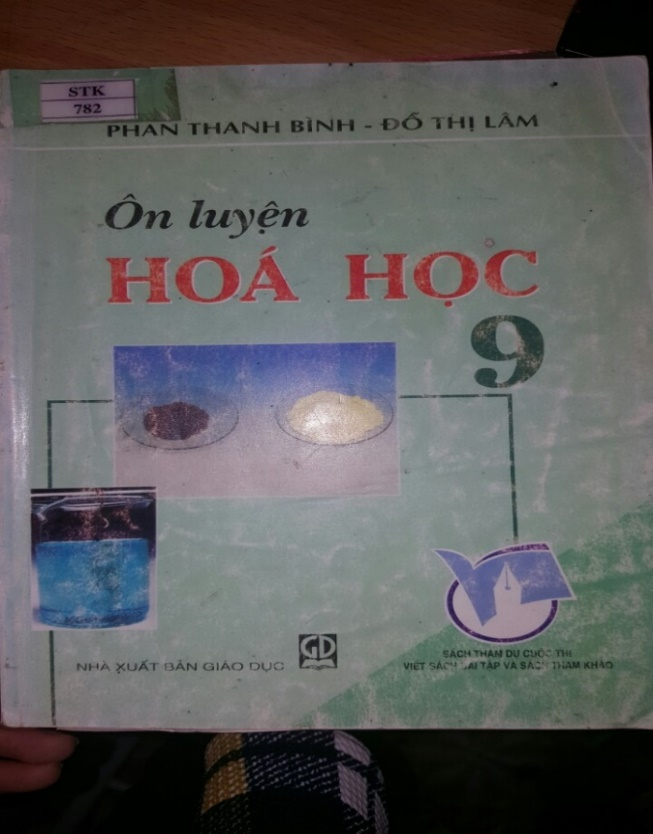 STK
782
PHAN THANH BÌNH - ĐỖ THỊ LÂM
Ôn luyện
HOÁ HỌC
9
GD
NHÀ XUẤT BẢN GIÁO DỤC
SÁCH THAM DỰ CUỘC THI
VIẾT SÁCH BÀI TẬP VÀ SÁCH THAM KHẢO